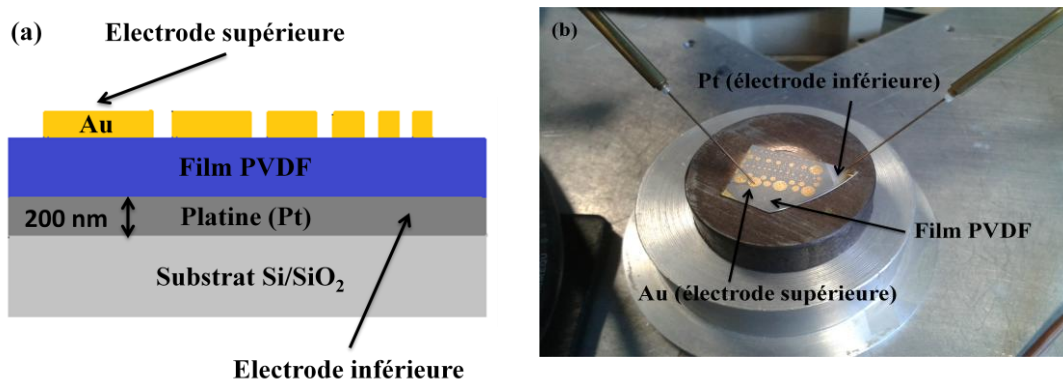 (a)
Electrode supérieure
Au
Film PVDF
200 nm
Platine (Pt)
Substrat Si/SiO₂
Electrode inférieure
(b)
Pt (électrode inférieure)
Film PVDF
Au (électrode supérieure)